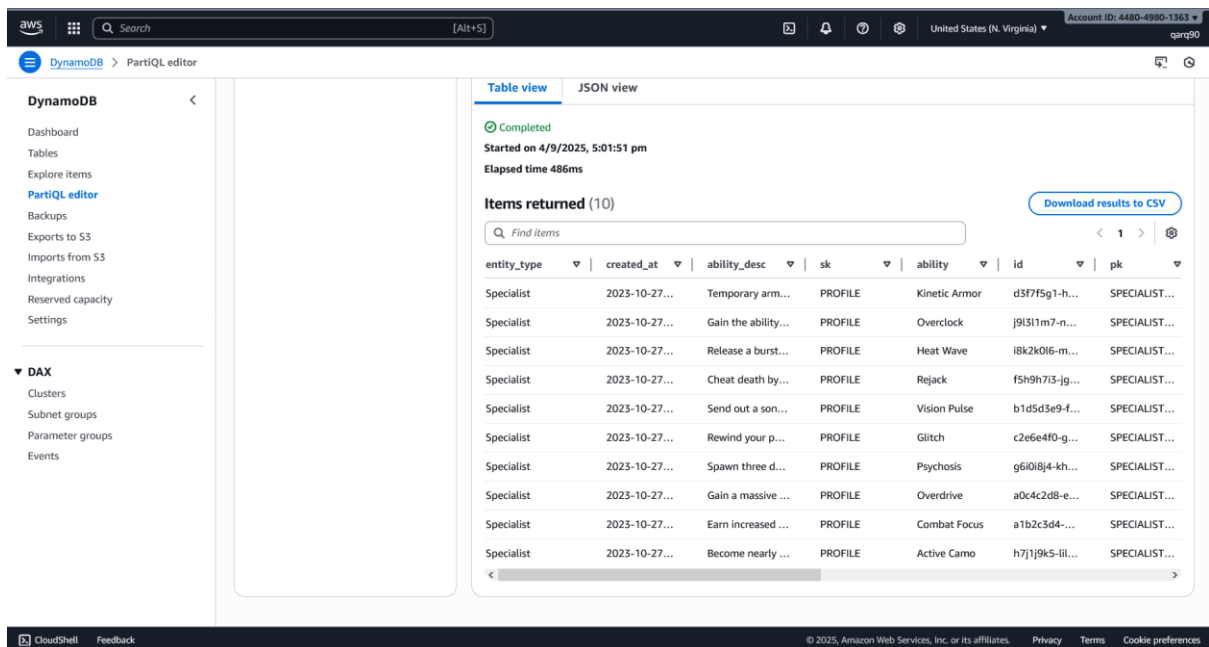 aws Search [Alt+S] United States (N. Virginia) Account ID: 4480-4980-1363
qarq90
DynamoDB > PartiQL editor
DynamoDB
Dashboard
Tables
Explore items
PartiQL editor
Backups
Exports to S3
Imports from S3
Integrations
Reserved capacity
Settings
DAX
Clusters
Subnet groups
Parameter groups
Events
Table view JSON view
Completed
Started on 4/9/2025, 5:01:51 pm
Elapsed time 486ms
Items returned (10) Download results to CSV
Find items < 1 >
entity_type created_at ability_desc sk ability id pk
Specialist 2023-10-27... Temporary arm... PROFILE Kinetic Armor d3f7f5g1-h... SPECIALIST...
Specialist 2023-10-27... Gain the ability... PROFILE Overclock j9l3l1m7-n... SPECIALIST...
Specialist 2023-10-27... Release a burst... PROFILE Heat Wave i8k2k0l6-m... SPECIALIST...
Specialist 2023-10-27... Cheat death by... PROFILE Rejack f5h9h7i3-jg... SPECIALIST...
Specialist 2023-10-27... Send out a son... PROFILE Vision Pulse b1d5d3e9-f... SPECIALIST...
Specialist 2023-10-27... Rewind your p... PROFILE Glitch c2e6e4f0-g... SPECIALIST...
Specialist 2023-10-27... Spawn three d... PROFILE Psychosis g6i0i8j4-kh... SPECIALIST...
Specialist 2023-10-27... Gain a massive ... PROFILE Overdrive a0c4c2d8-e... SPECIALIST...
Specialist 2023-10-27... Earn increased ... PROFILE Combat Focus a1b2c3d4-... SPECIALIST...
Specialist 2023-10-27... Become nearly ... PROFILE Active Camo h7j1j9k5-lil... SPECIALIST...
CloudShell Feedback © 2025, Amazon Web Services, Inc. or its affiliates. Privacy Terms Cookie preferences